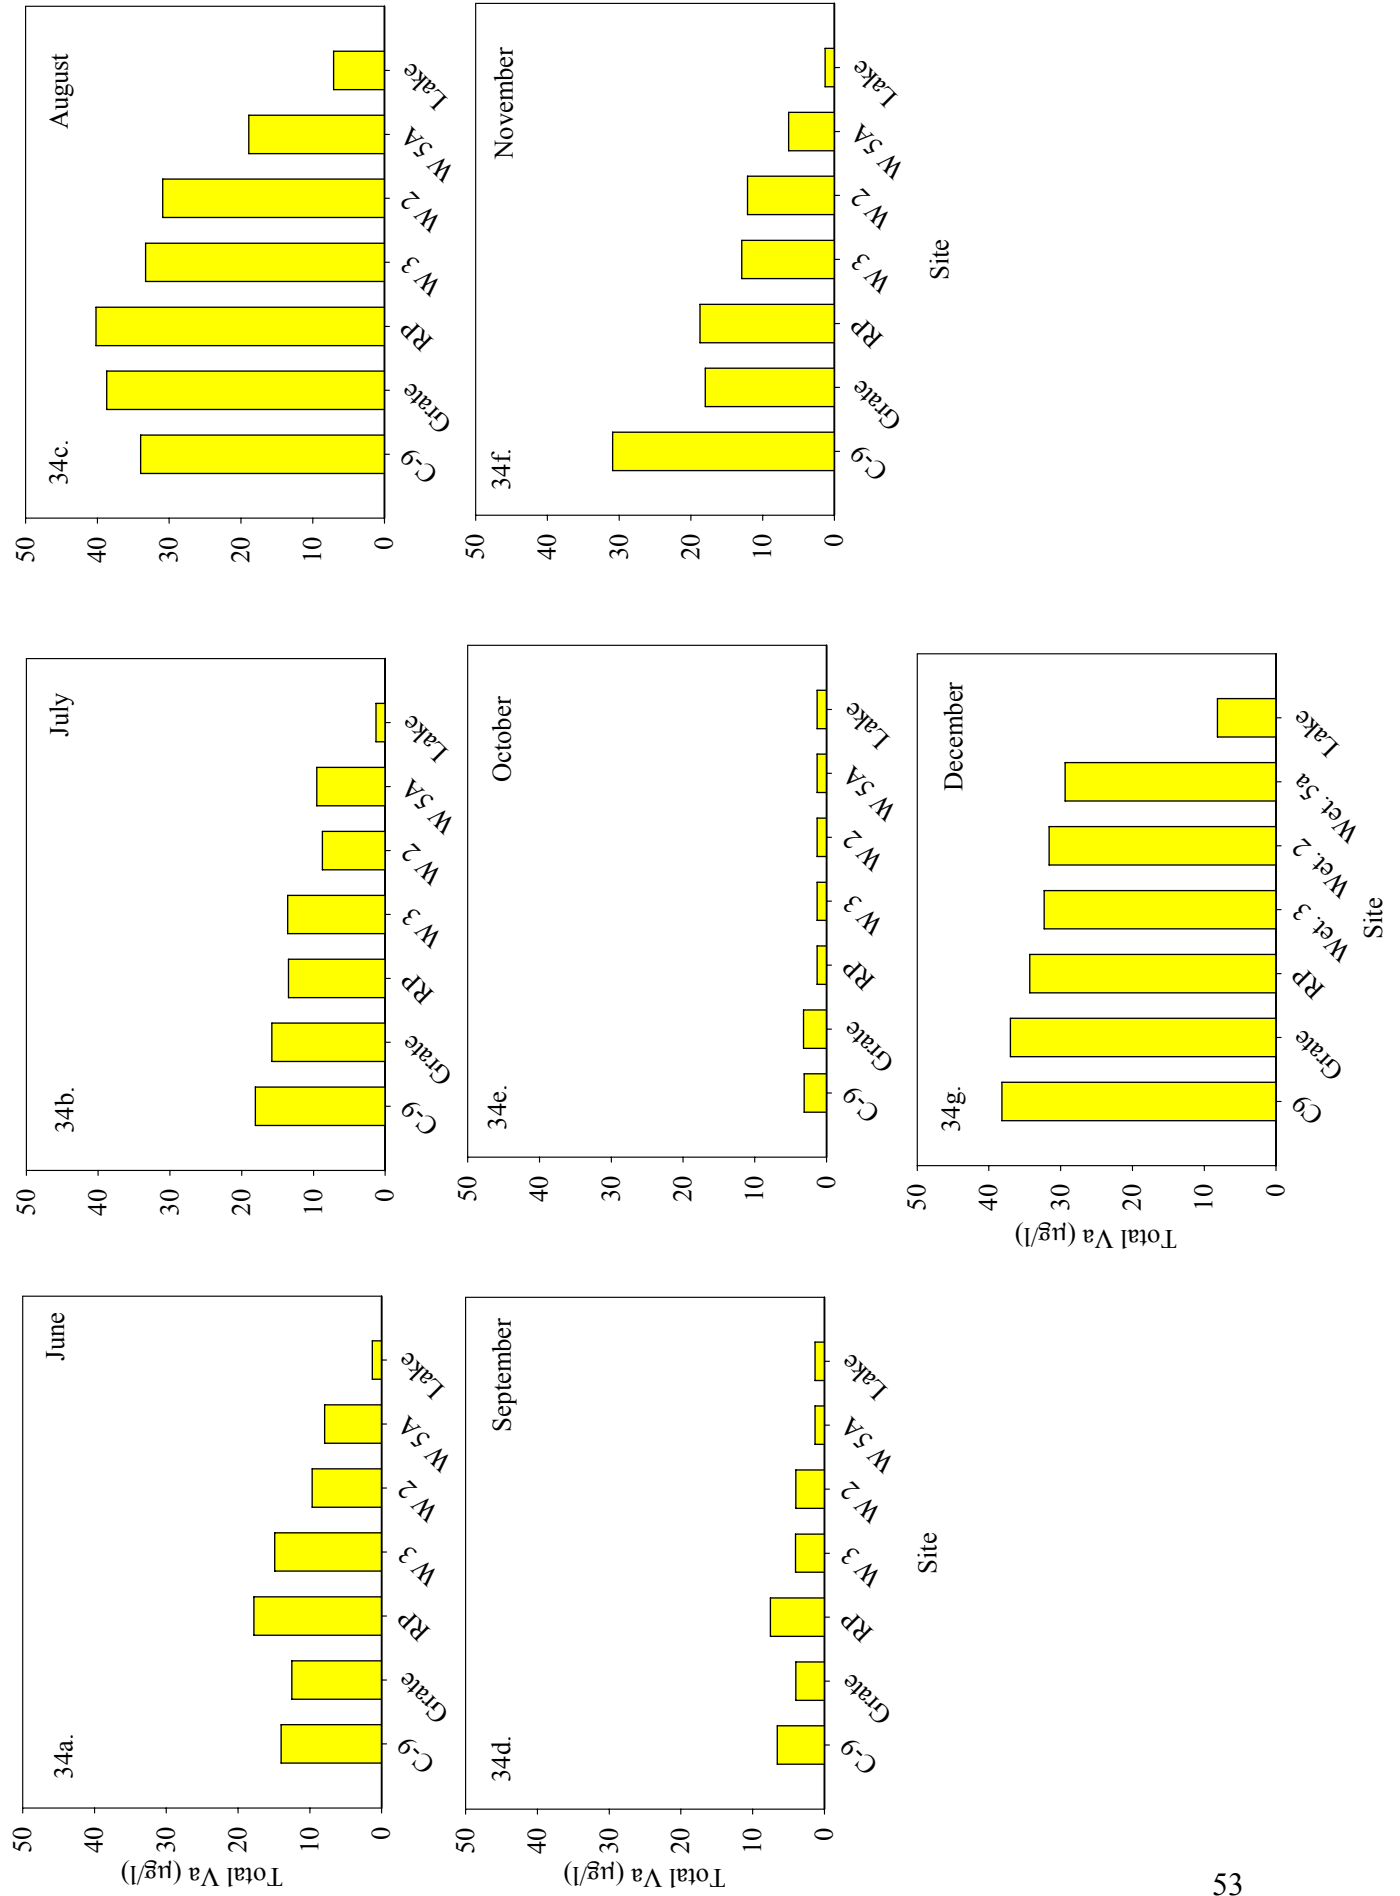 34a.
June
50
40
30
20
10
0
Total Va (µg/l)
C-9
Grate
RP
W 3
W 2
W 5A
Lake
34b.
July
50
40
30
20
10
0
C-9
Grate
RP
W 3
W 2
W 5A
Lake
34c.
August
50
40
30
20
10
0
C-9
Grate
RP
W 3
W 2
W 5A
Lake
34d.
September
50
40
30
20
10
0
Total Va (µg/l)
C-9
Grate
RP
W 3
W 2
W 5A
Lake
Site
34e.
October
50
40
30
20
10
0
C-9
Grate
RP
W 3
W 2
W 5A
Lake
34f.
November
50
40
30
20
10
0
C-9
Grate
RP
W 3
W 2
W 5A
Lake
Site
34g.
December
50
40
30
20
10
0
Total Va (µg/l)
C9
Grate
RP
Wet. 3
Wet. 2
Wet. 5a
Lake
Site
53